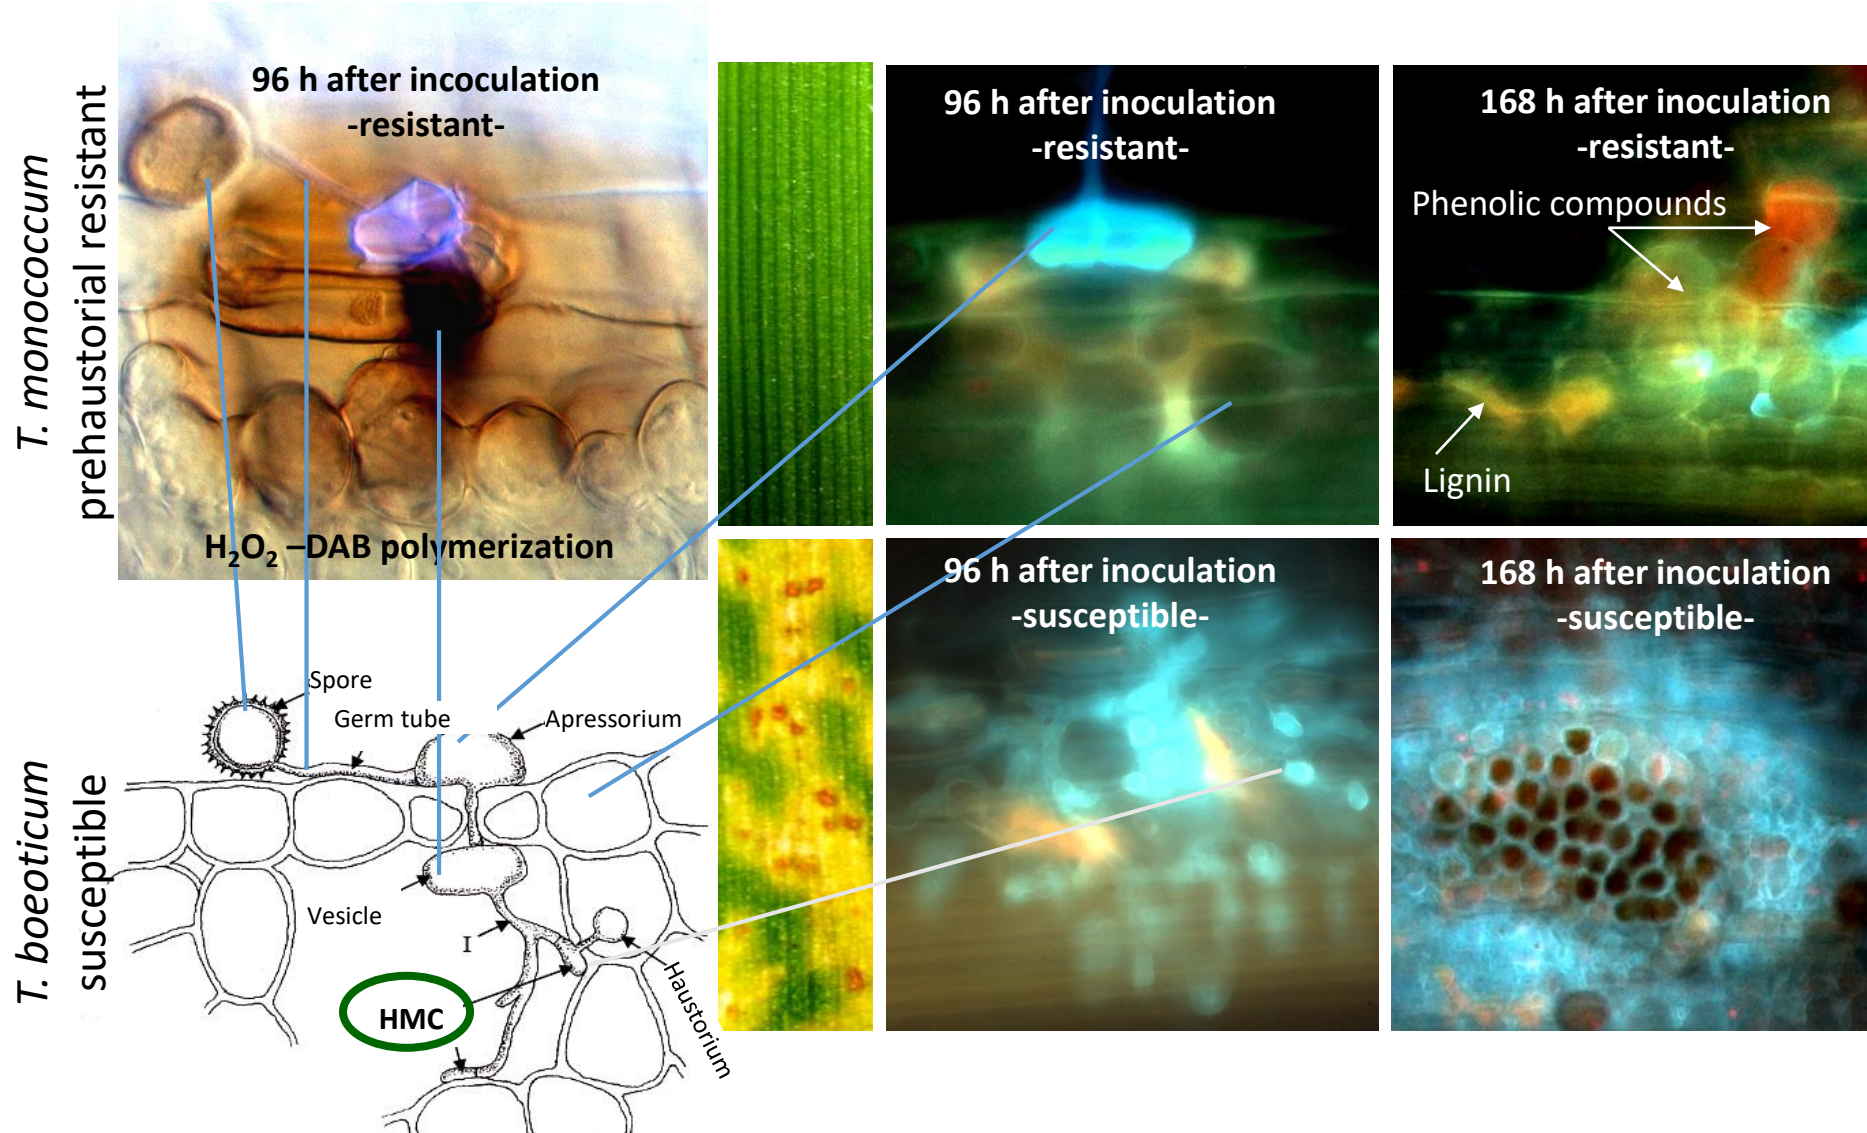 T. monococcum
prehaustorial resistant
96 h after incoculation
-resistant-
H₂O₂ –DAB polymerization
96 h after inoculation
-resistant-
168 h after inoculation
-resistant-
Phenolic compounds
Lignin
T. boeoticum
susceptible
Spore
Germ tube
Apressorium
Vesicle
I
HMC
Haustorium
96 h after inoculation
-susceptible-
168 h after inoculation
-susceptible-